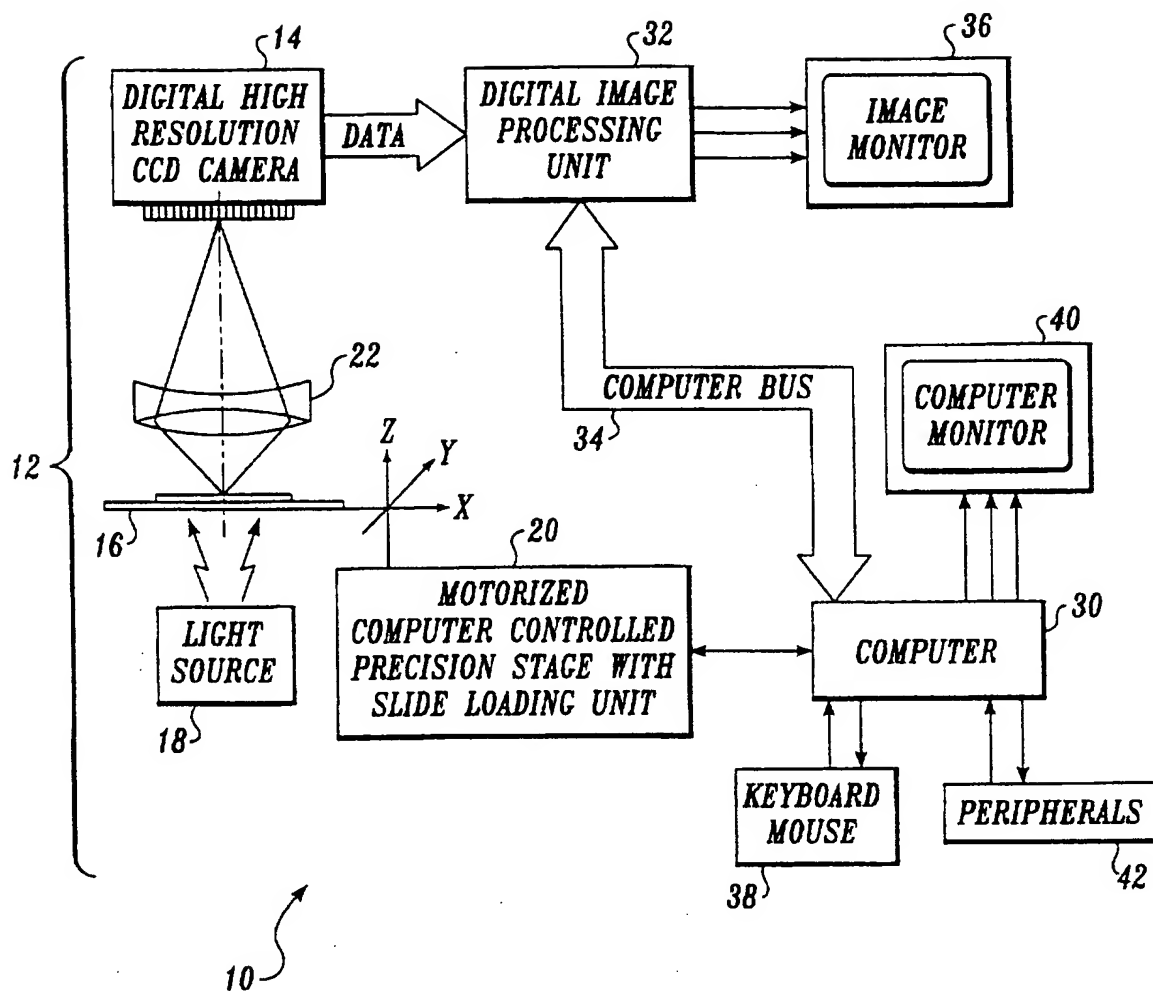 14
DIGITAL HIGH
RESOLUTION
CCD CAMERA
DATA
32
DIGITAL IMAGE
PROCESSING
UNIT
36
IMAGE
MONITOR
22
12
16
Z
Y
X
COMPUTER BUS
34
40
COMPUTER
MONITOR
LIGHT
SOURCE
18
20
MOTORIZED
COMPUTER CONTROLLED
PRECISION STAGE WITH
SLIDE LOADING UNIT
30
COMPUTER
KEYBOARD
MOUSE
38
PERIPHERALS
42
10